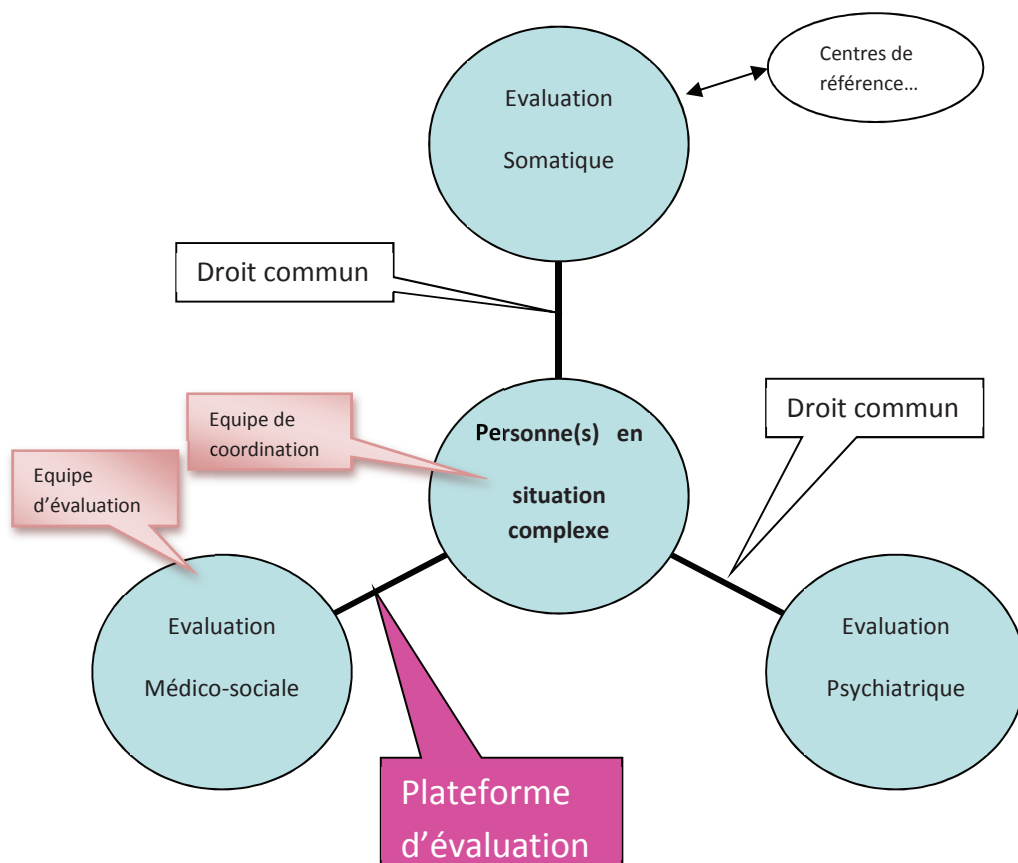 Centres de
référence…
Evaluation
Somatique
Droit commun
Droit commun
Equipe de
coordination
Personne(s) en
situation
complexe
Equipe
d’évaluation
Evaluation
Médico-sociale
Evaluation
Psychiatrique
Plateforme
d’évaluation